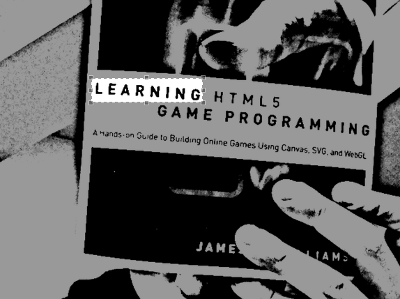 LEARNING HTML5
GAME PROGRAMMING
A Hands-on Guide to Building Online Games Using Canvas, SVG, and WebGL